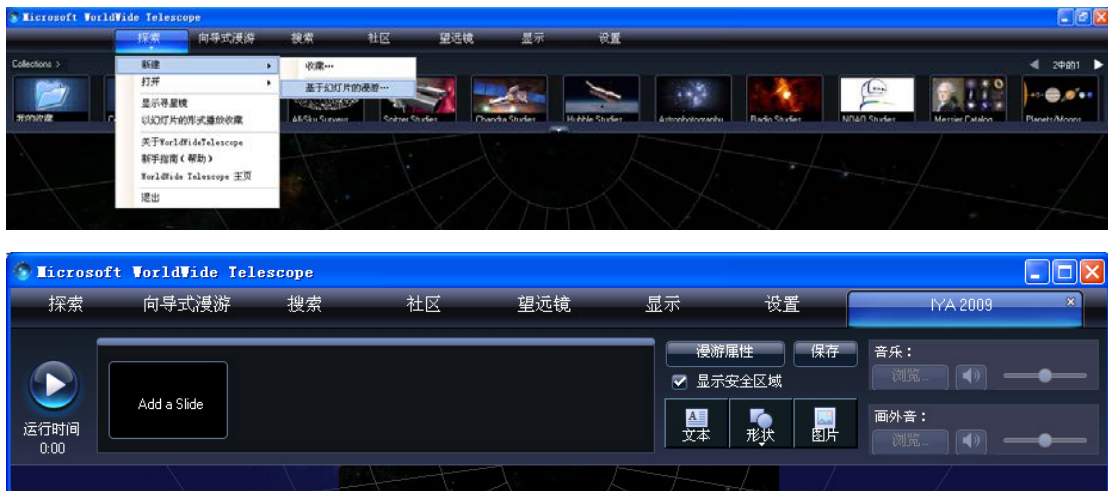 Microsoft WorldWide Telescope
探索 向导式漫游 搜索 社区 望远镜 显示 设置
Collections >
2中的1
新建
打开
显示寻星镜
以幻灯片的形式播放收藏
关于WorldWideTelescope
新手指南(帮助)
WorldWide Telescope 主页
退出
收藏…
基于幻灯片的漫游…
我的收藏
All-Sky Surveys
Spitzer Studies
Chandra Studies
Hubble Studies
Astrophotography
Radio Studies
NOAO Studies
Messier Catalog
Planets/Moons
Microsoft WorldWide Telescope
探索 向导式漫游 搜索 社区 望远镜 显示 设置 IYA 2009
运行时间
0:00
Add a Slide
漫游属性 保存
显示安全区域
文本 形状 图片
音乐:
浏览...
画外音:
浏览...